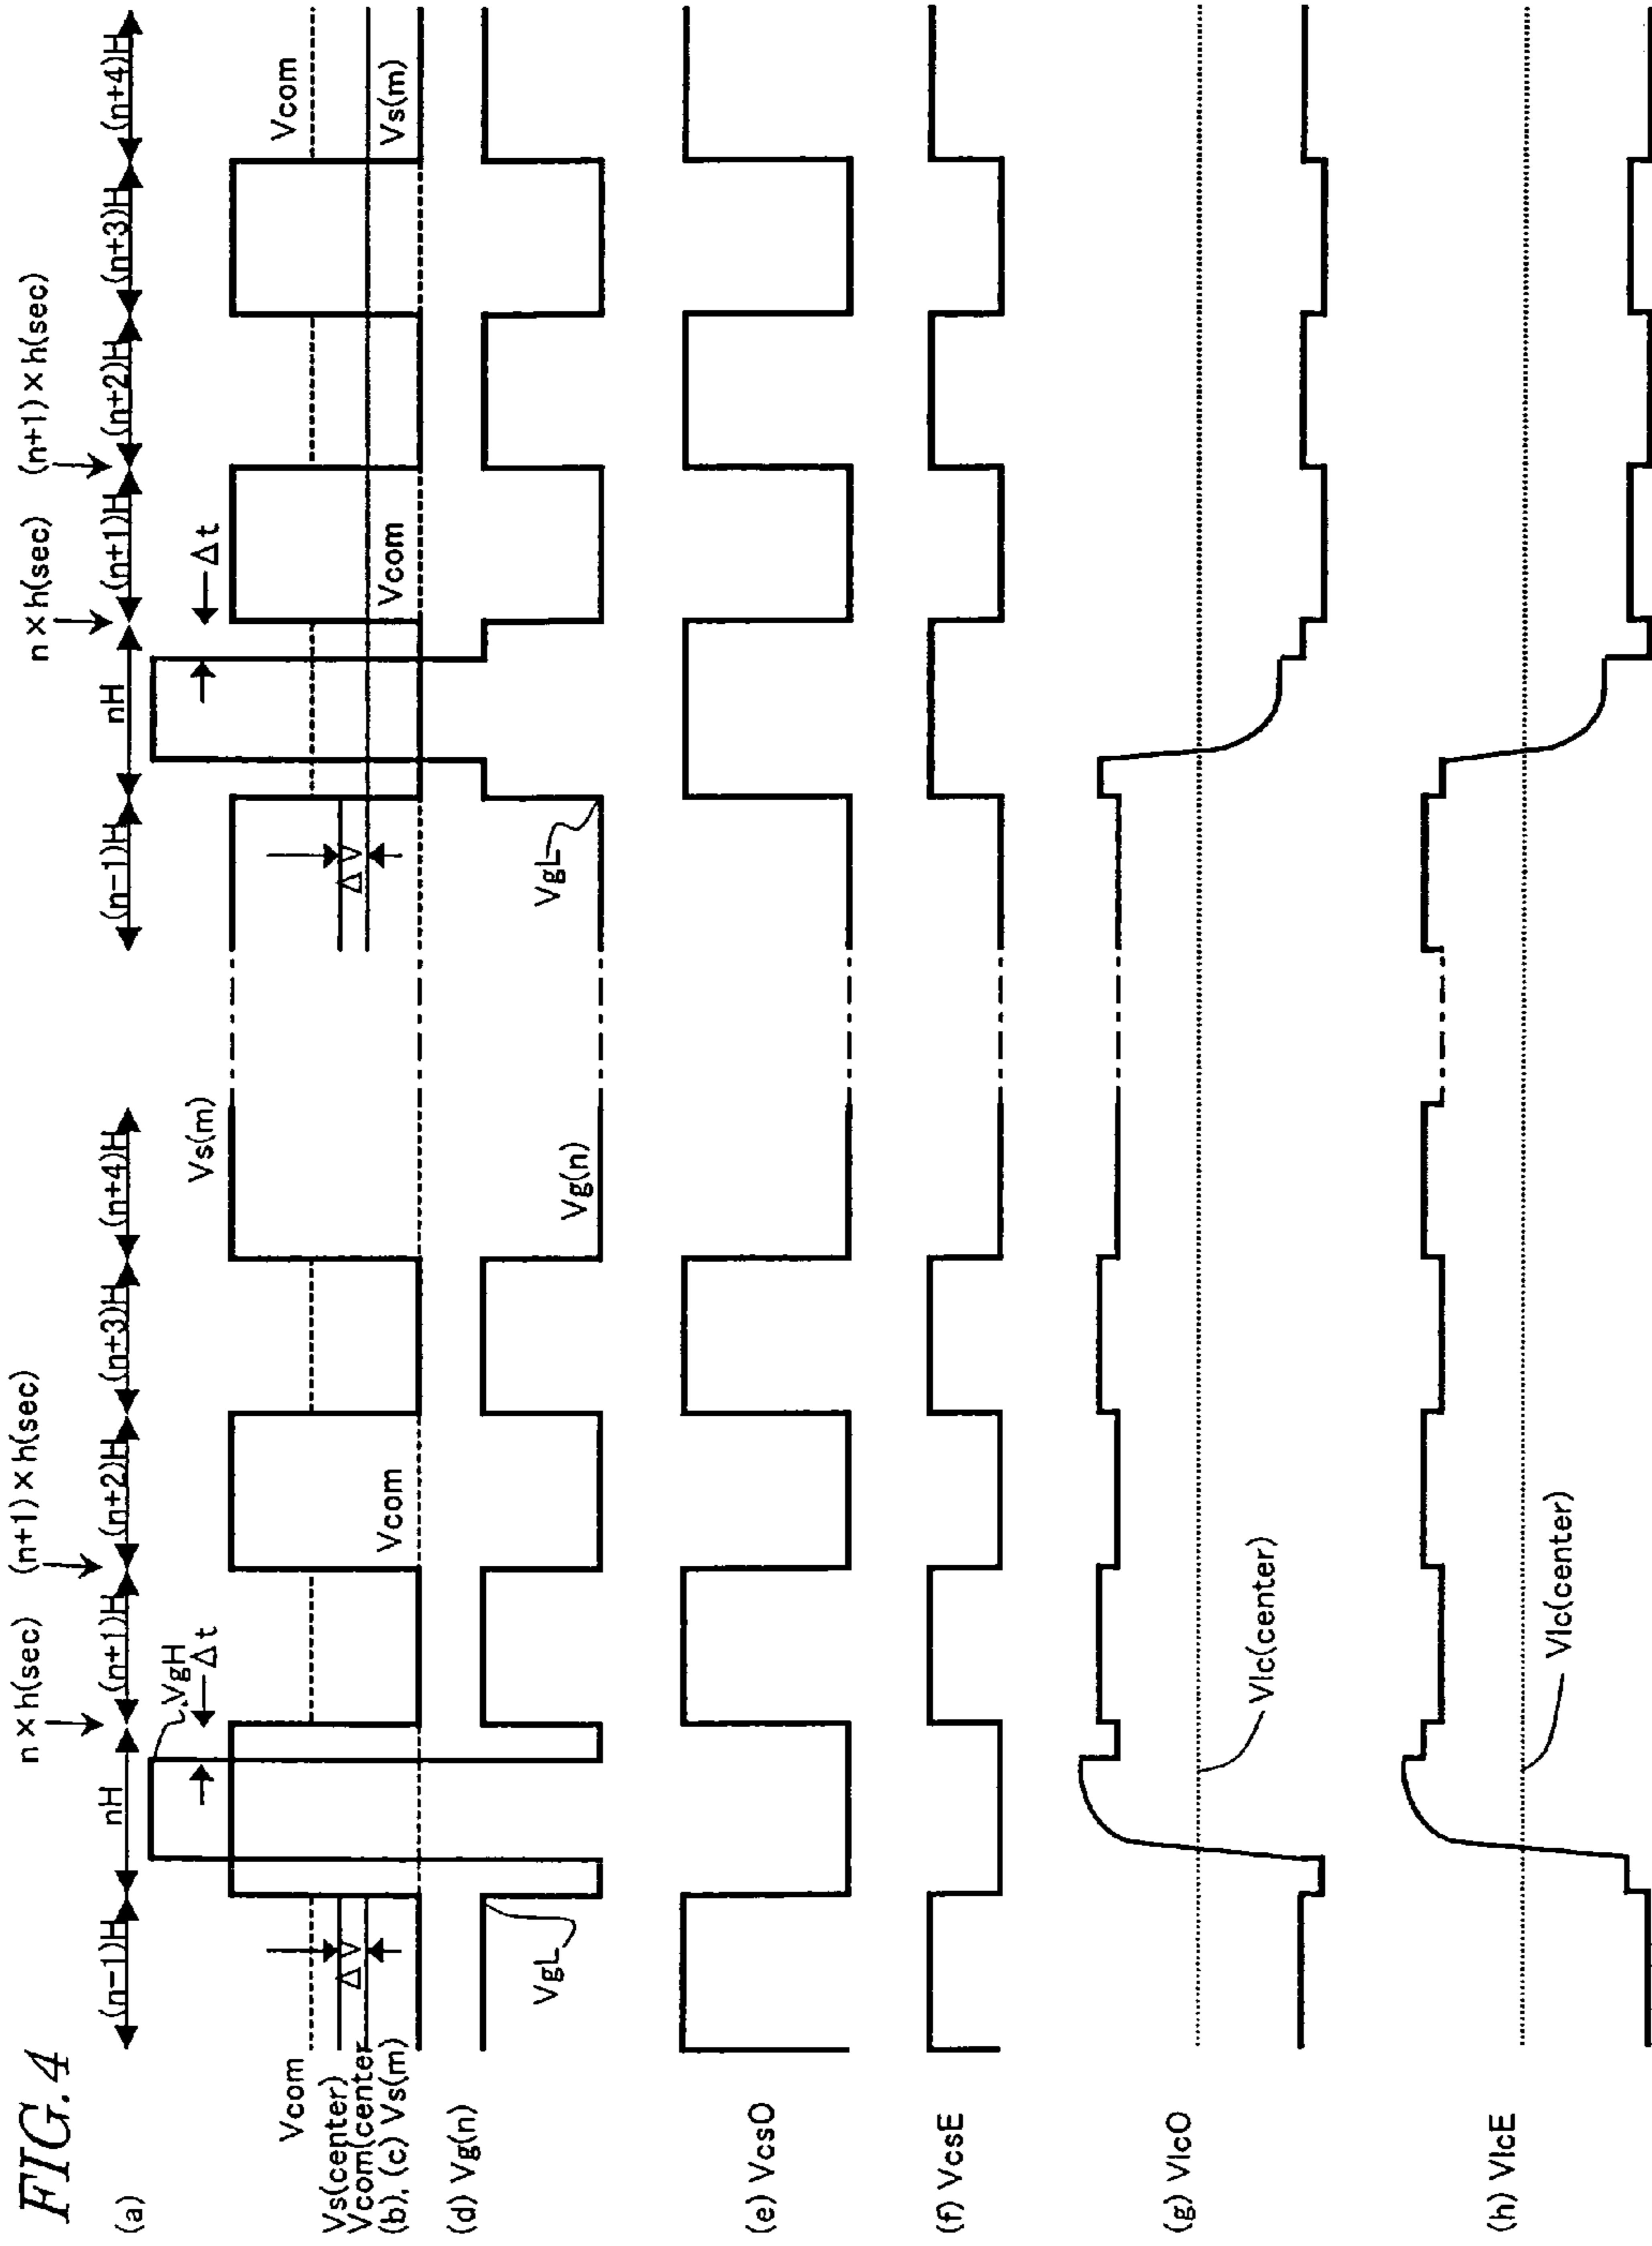 FIG.4
(a)
(n-1)H
nH
n×h(sec)
(n+1)H
(n+1)×h(sec)
(n+2)H
(n+3)H
(n+4)H
(n-1)H
nH
n×h(sec)
(n+1)H
(n+1)×h(sec)
(n+2)H
(n+3)H
(n+4)H
VgH
Δt
Δt
Vs(m)
Vcom
Vcom
Vs(center)
Vcom(center
(b), (c) Vs(m)
ΔV
Vcom
ΔV
Vcom
Vs(m)
(d) Vg(n)
VgL
Vg(n)
VgL
(e) VcsO
(f) VcsE
(g) VlcO
Vlc(center)
(h) VlcE
Vlc(center)